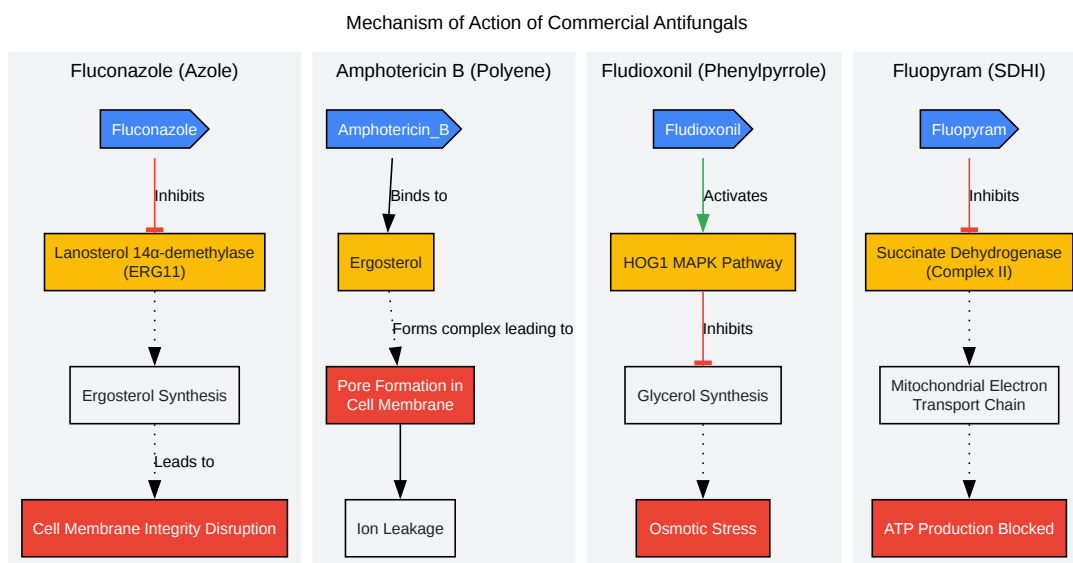 Mechanism of Action of Commercial Antifungals
Fluconazole (Azole)
Fluconazole
Inhibits
Lanosterol 14α-demethylase
(ERG11)
Ergosterol Synthesis
Leads to
Cell Membrane Integrity Disruption
Amphotericin B (Polyene)
Amphotericin_B
Binds to
Ergosterol
Forms complex leading to
Pore Formation in
Cell Membrane
Ion Leakage
Fludioxonil (Phenylpyrrole)
Fludioxonil
Activates
HOG1 MAPK Pathway
Inhibits
Glycerol Synthesis
Osmotic Stress
Fluopyram (SDHI)
Fluopyram
Inhibits
Succinate Dehydrogenase
(Complex II)
Mitochondrial Electron
Transport Chain
ATP Production Blocked